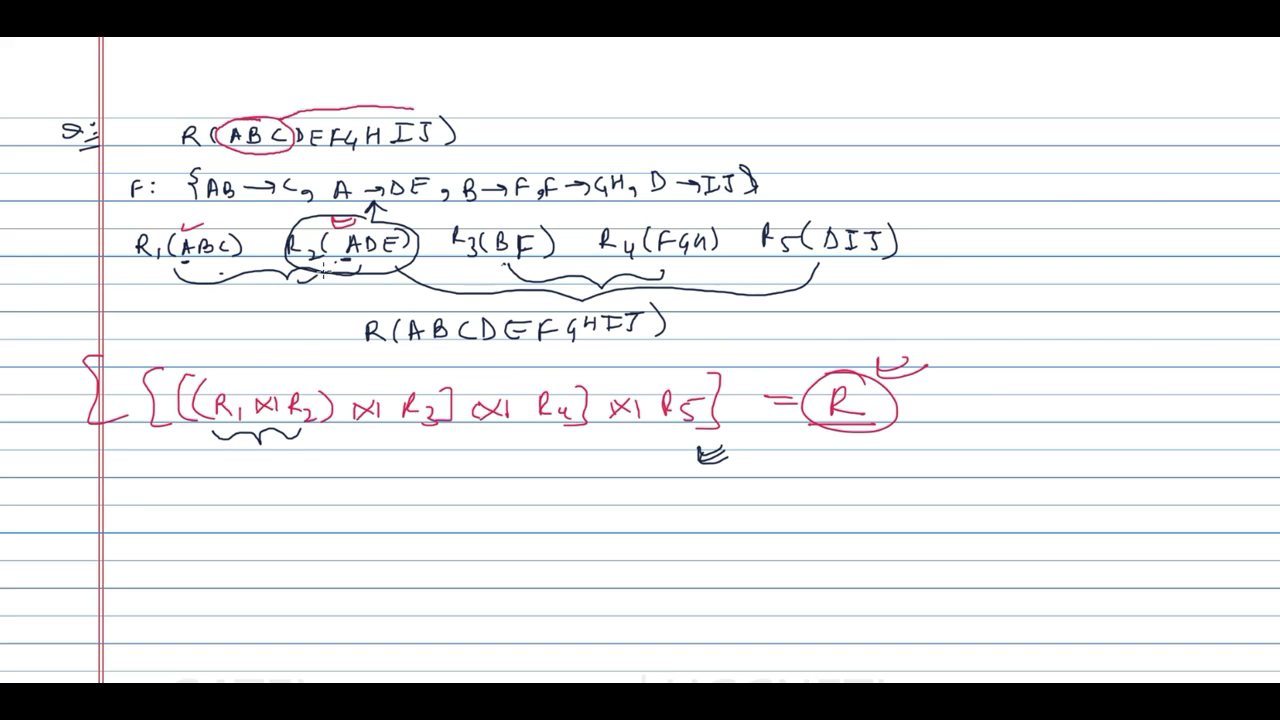 Q:
R(ABCDEFGHIJ)
F: {AB→C, A→DE, B→F, F→GH, D→IJ}
R1(ABC) R2(ADE) R3(BF) R4(FGH) R5(DIJ)
R(ABCDEFGHIJ)
{ {[(R1 ⋈ R2) ⋈ R3] ⋈ R4} ⋈ R5] = R